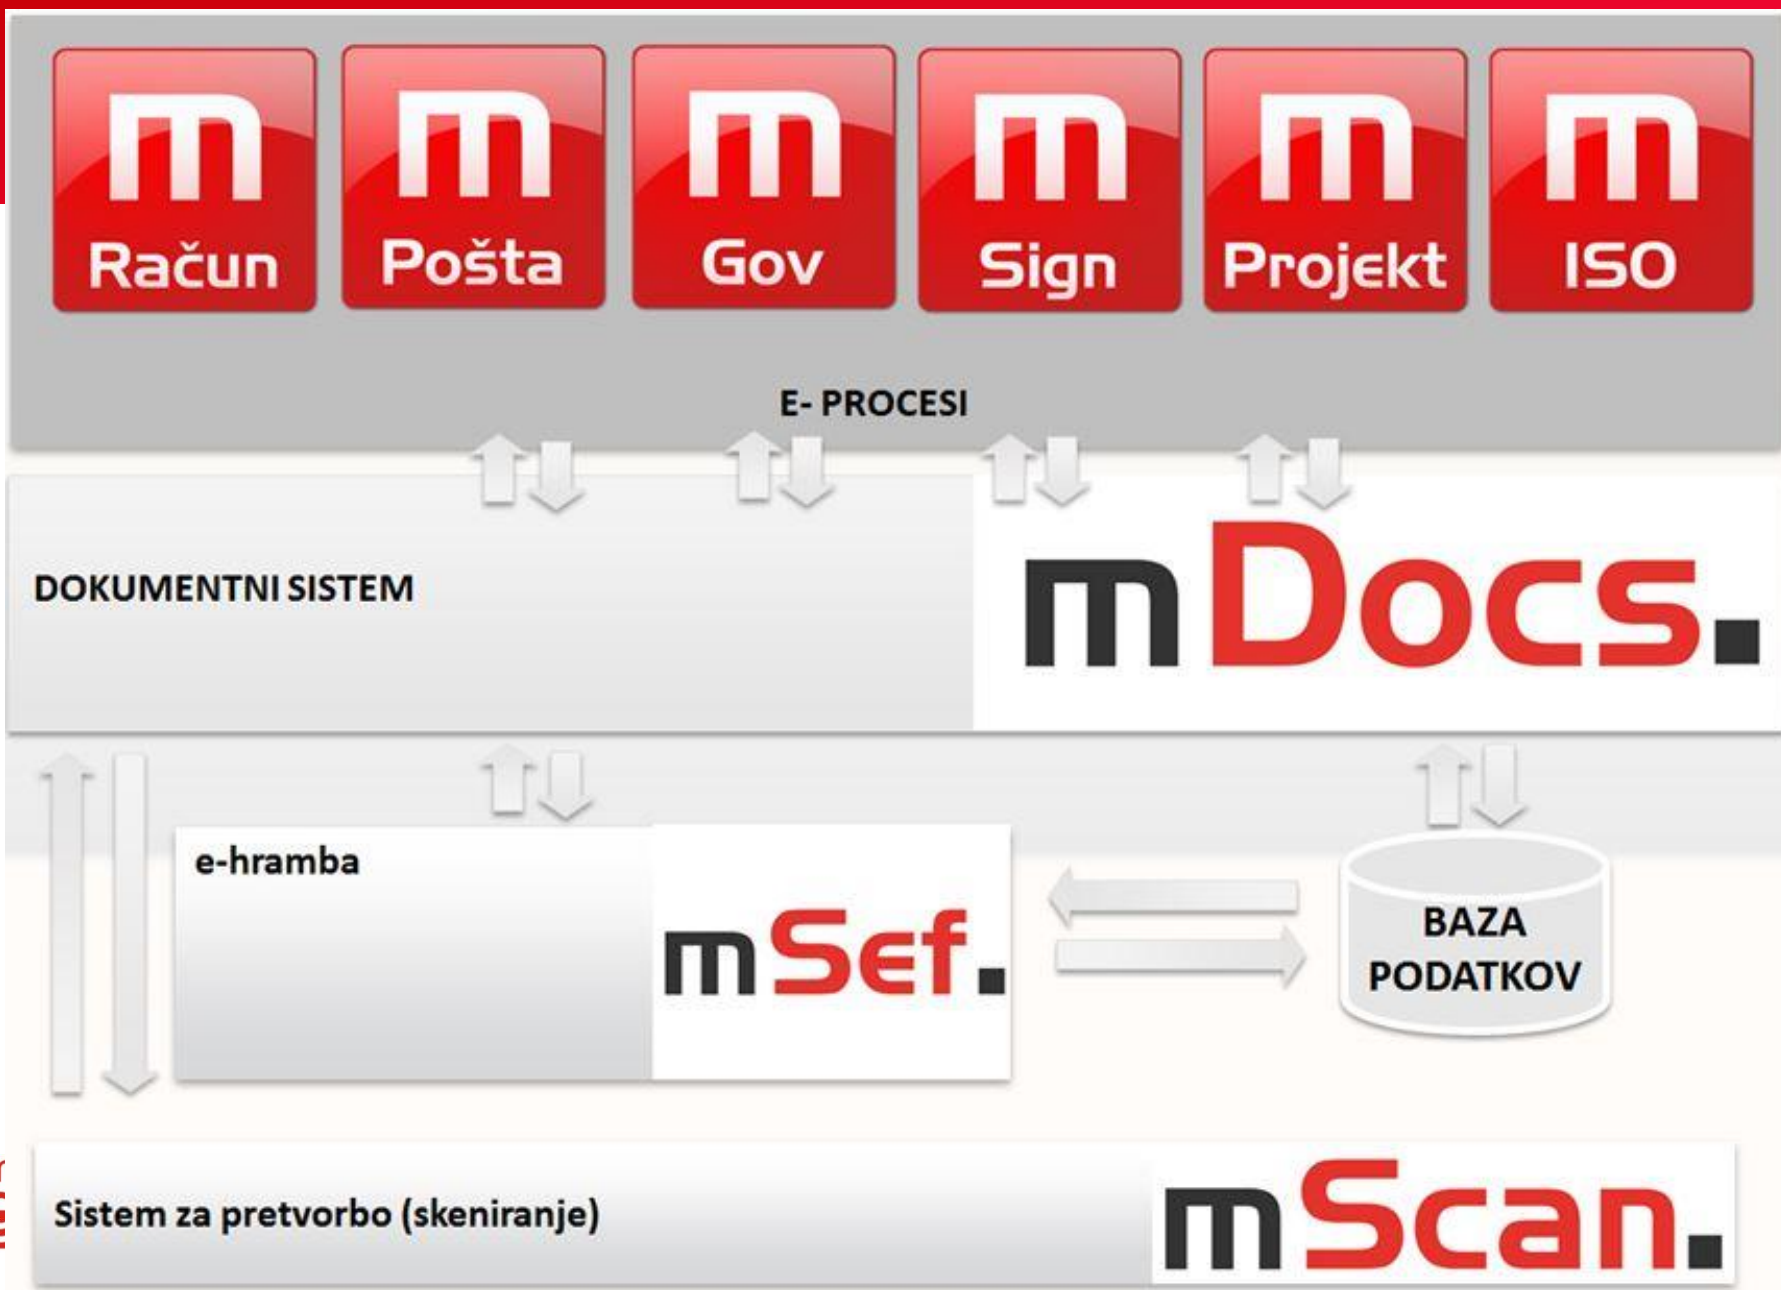 m
Račun
m
Pošta
m
Gov
m
Sign
m
Projekt
m
ISO
E- PROCESI
DOKUMENTNI SISTEM
mDocs.
e-hramba
mSef.
BAZA
PODATKOV
Sistem za pretvorbo (skeniranje)
mScan.